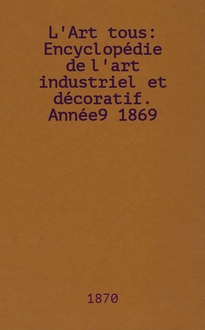 L'Art tous:
Encyclopédie
de l'art
industriel et
décoratif.
Année9 1869
1870